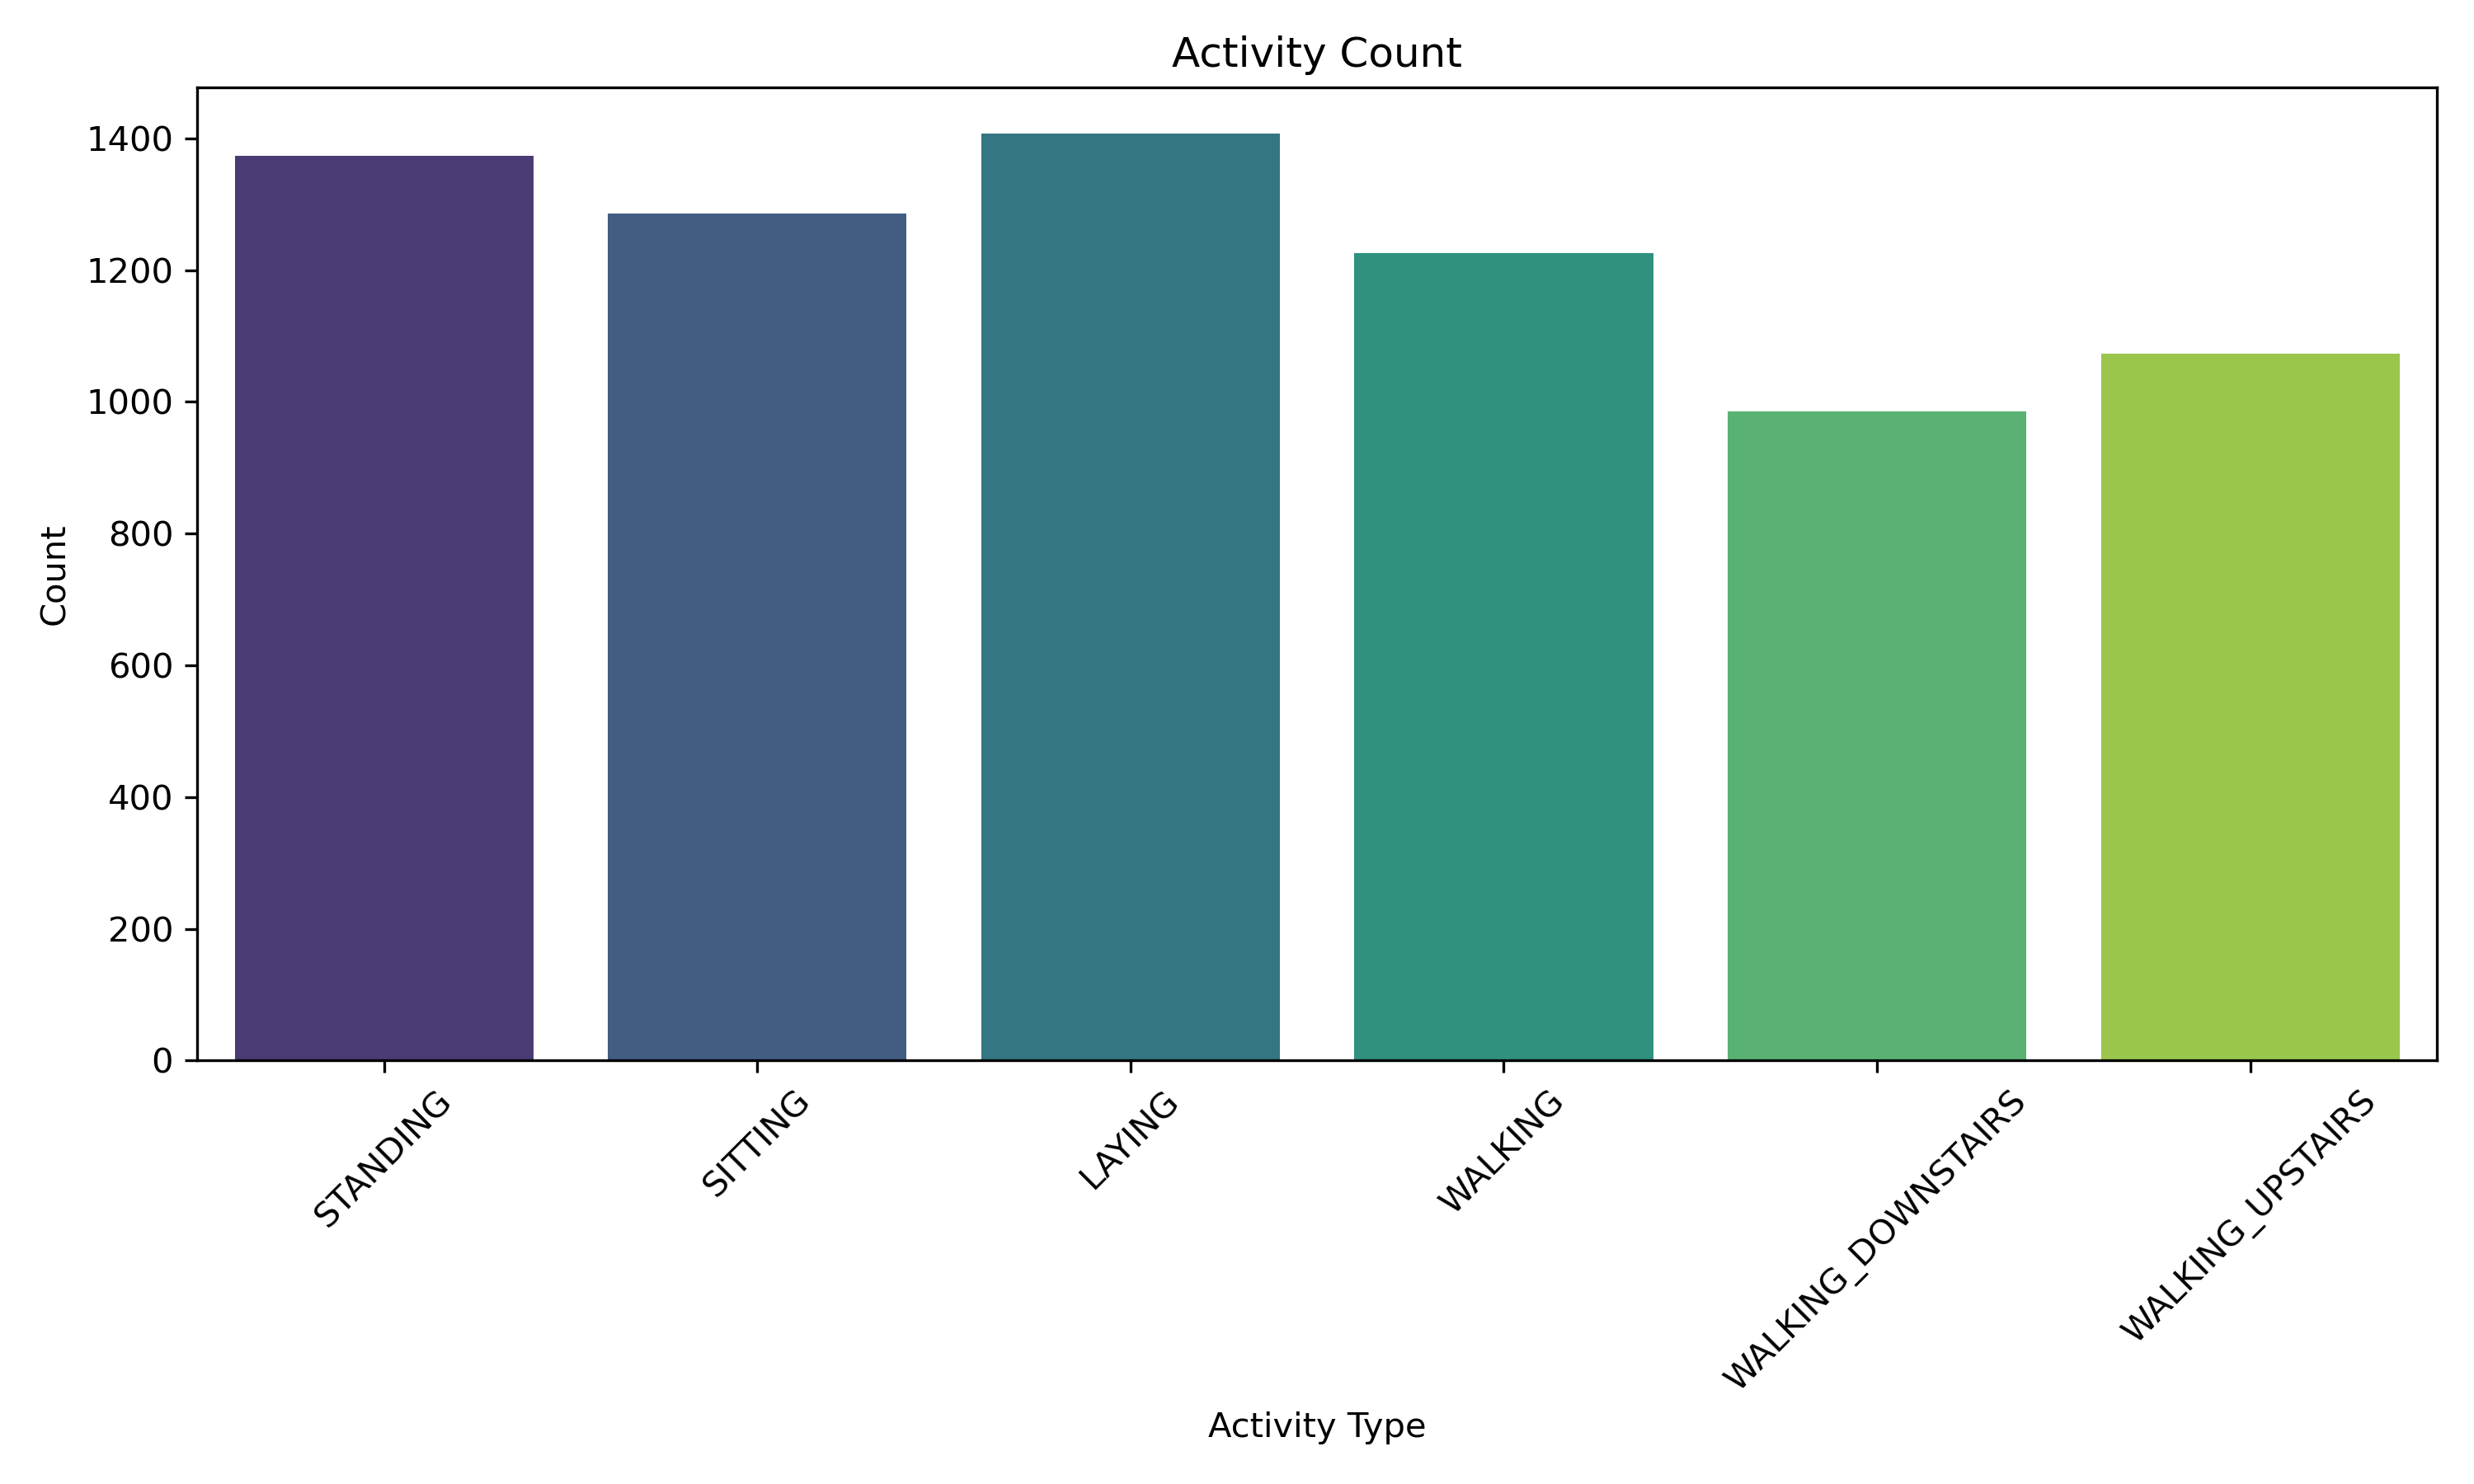 Activity Count
1400
1200
1000
800
600
400
200
0
Count
STANDING
SITTING
LAYING
WALKING
WALKING_DOWNSTAIRS
WALKING_UPSTAIRS
Activity Type